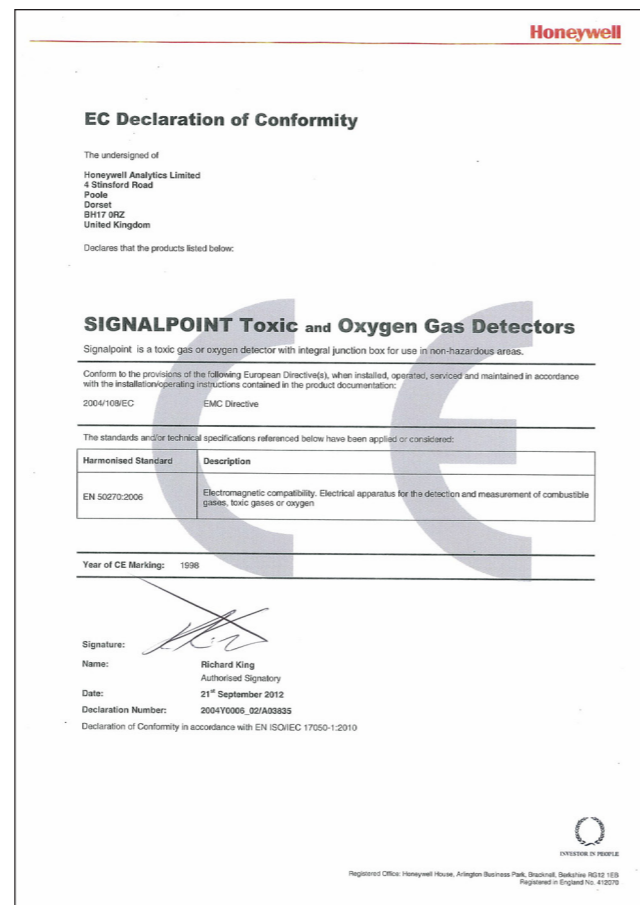 Honeywell
EC Declaration of Conformity
The undersigned of
Honeywell Analytics Limited
4 Stinsford Road
Poole
Dorset
BH17 0RZ
United Kingdom
Declares that the products listed below:
SIGNALPOINT Toxic and Oxygen Gas Detectors
Signalpoint is a toxic gas or oxygen detector with integral junction box for use in non-hazardous areas.
Conform to the provisions of the following European Directive(s), when installed, operated, serviced and maintained in accordance
with the installation/operating instructions contained in the product documentation:
2004/108/EC EMC Directive
The standards and/or technical specifications referenced below have been applied or considered:
Harmonised Standard Description
EN 50270:2006 Electromagnetic compatibility. Electrical apparatus for the detection and measurement of combustible
gases, toxic gases or oxygen
Year of CE Marking: 1998
Signature:
Name: Richard King
Authorised Signatory
Date: 21st September 2012
Declaration Number: 2004Y0006_02/A03835
Declaration of Conformity in accordance with EN ISO/IEC 17050-1:2010
INVESTOR IN PEOPLE
Registered Office: Honeywell House, Arlington Business Park, Bracknell, Berkshire RG12 1EB
Registered in England No. 412070